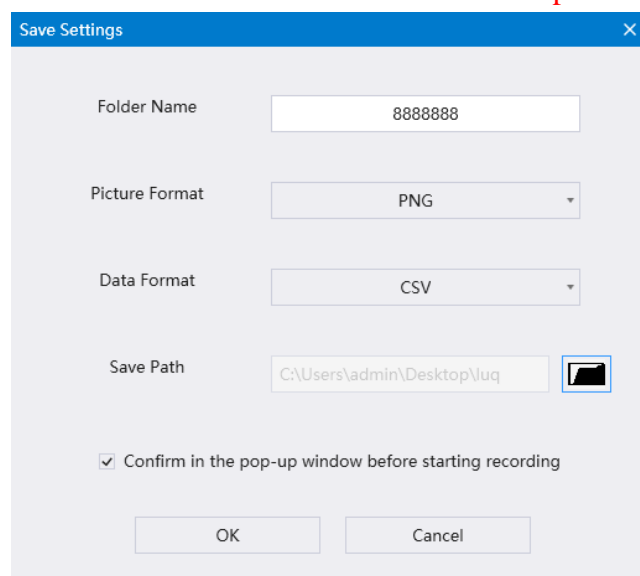 Save Settings
Folder Name 8888888
Picture Format PNG
Data Format CSV
Save Path C:\Users\admin\Desktop\luq
Confirm in the pop-up window before starting recording
OK Cancel